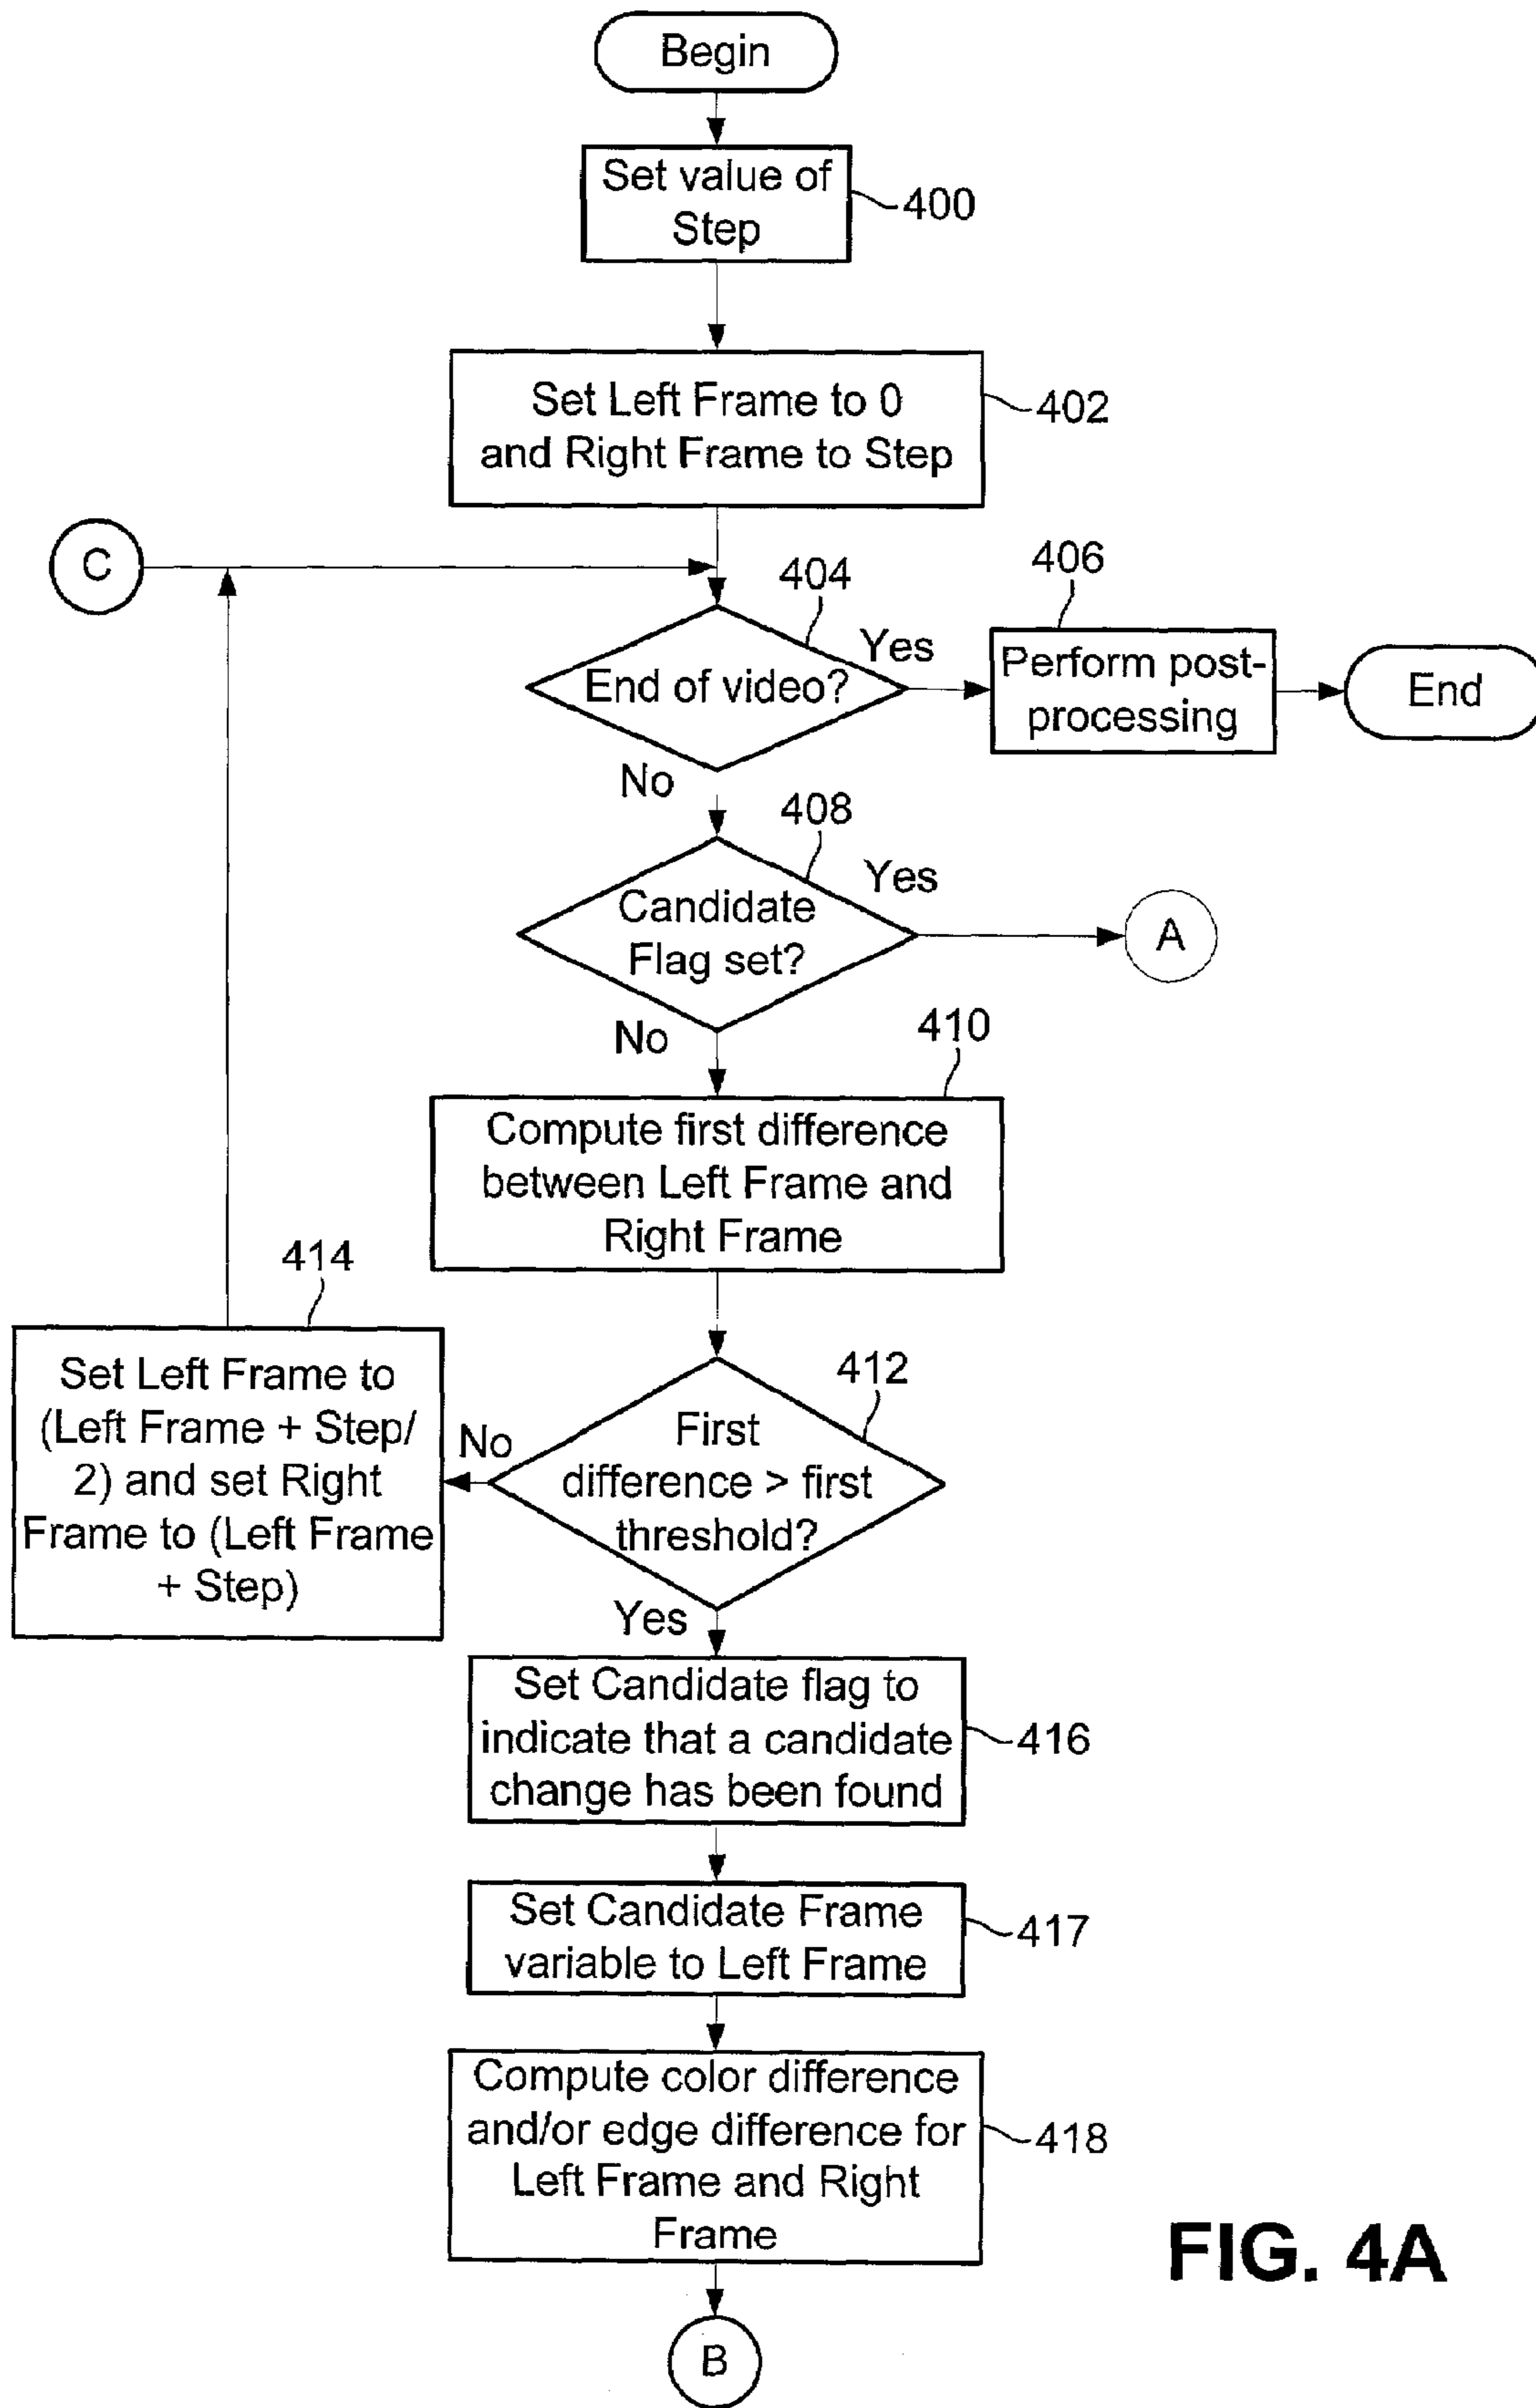 Begin
Set value of
Step
400
Set Left Frame to 0
and Right Frame to Step
402
C
404
406
End of video?
Yes
Perform post-
processing
End
No
408
Candidate
Flag set?
Yes
A
No
410
Compute first difference
between Left Frame and
Right Frame
414
Set Left Frame to
(Left Frame + Step/
2) and set Right
Frame to (Left Frame
+ Step)
No
412
First
difference > first
threshold?
Yes
Set Candidate flag to
indicate that a candidate
change has been found
416
Set Candidate Frame
variable to Left Frame
417
Compute color difference
and/or edge difference for
Left Frame and Right
Frame
418
B
FIG. 4A